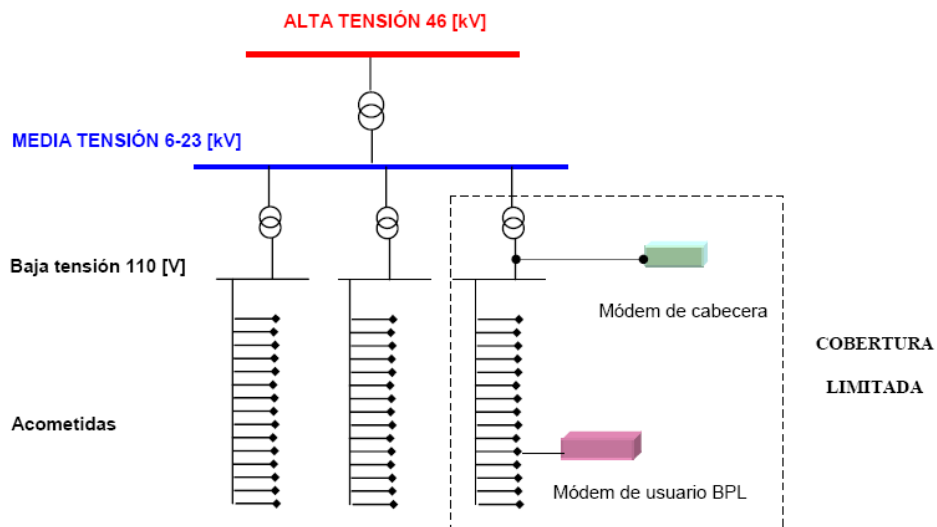 ALTA TENSIÓN 46 [kV]
MEDIA TENSIÓN 6-23 [kV]
Baja tensión 110 [V]
Módem de cabecera
COBERTURA
LIMITADA
Acometidas
Módem de usuario BPL